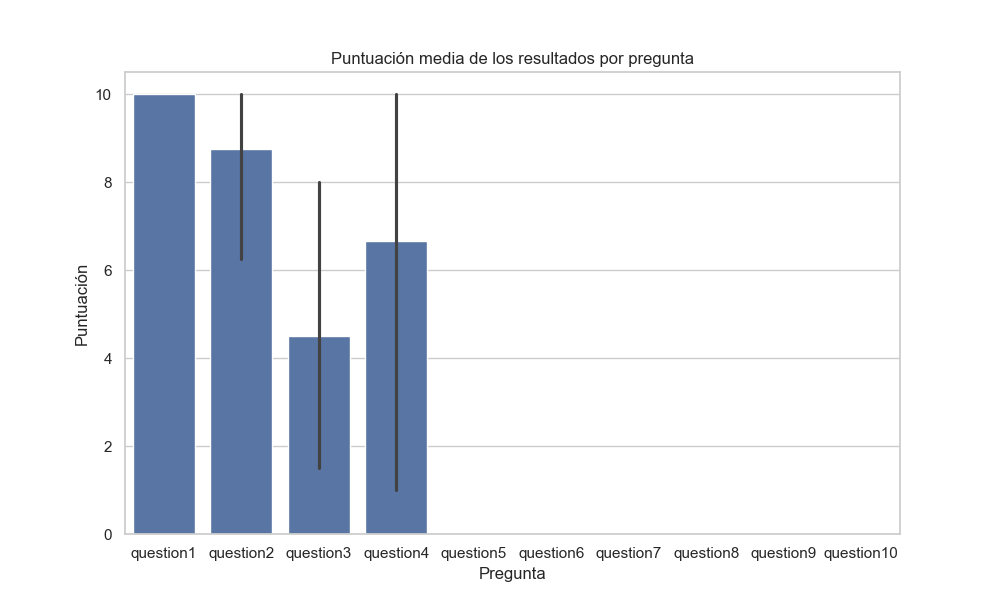 Puntuación media de los resultados por pregunta
10
8
6
4
2
0
Puntuación
question1 question2 question3 question4 question5 question6 question7 question8 question9 question10
Pregunta